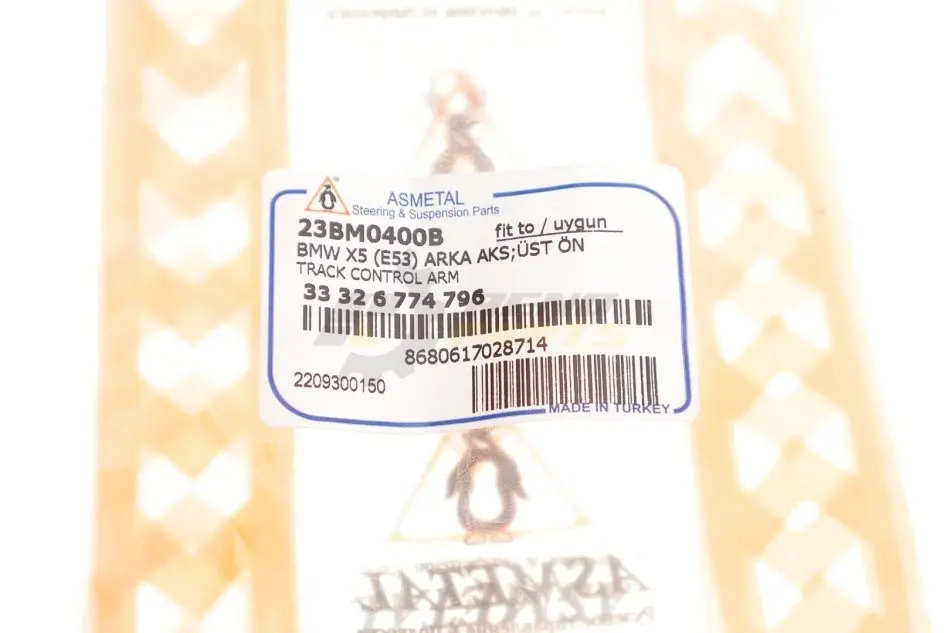 ASMETAL
Steering & Suspension Parts
23BM0400B fit to / uygun
BMW X5 (E53) ARKA AKS;ÜST ÖN
TRACK CONTROL ARM
33 32 6 774 796
8680617028714
2209300150
MADE IN TURKEY
ASMETAL